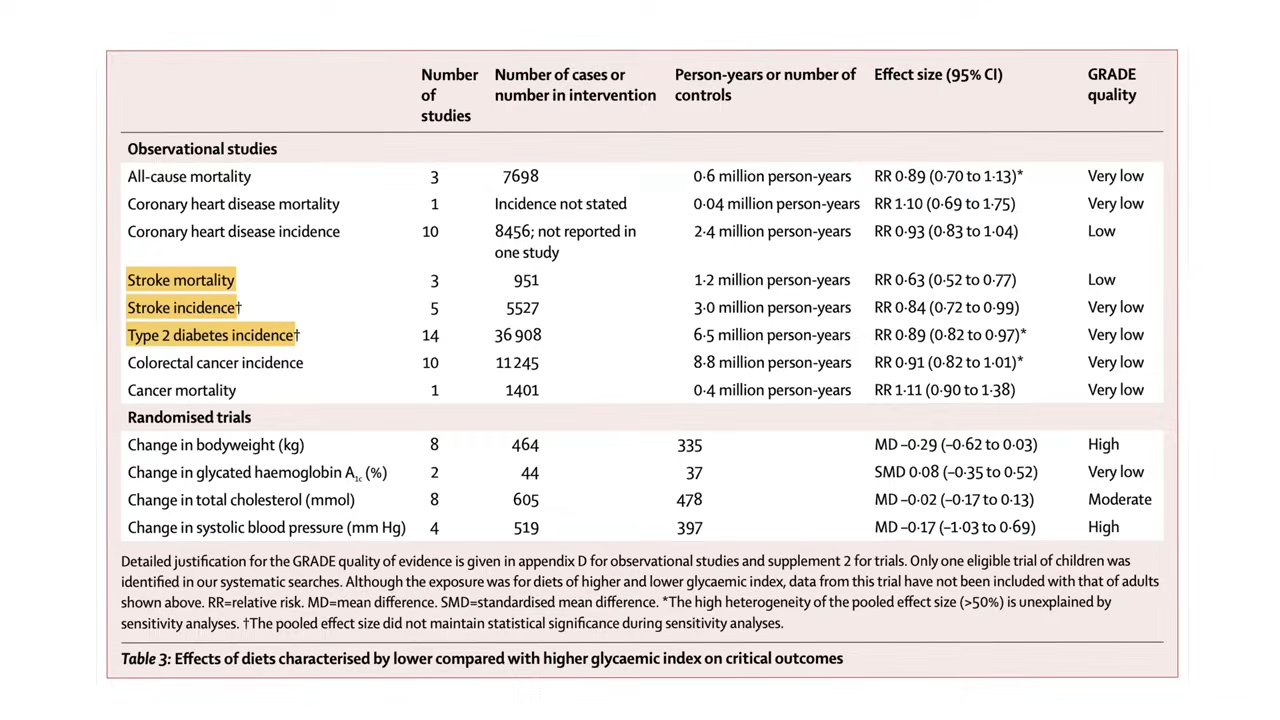 Number of studies Number of cases or number in intervention Person-years or number of controls Effect size (95% CI) GRADE quality
Observational studies
All-cause mortality 3 7698 0·6 million person-years RR 0·89 (0·70 to 1·13)* Very low
Coronary heart disease mortality 1 Incidence not stated 0·04 million person-years RR 1·10 (0·69 to 1·75) Very low
Coronary heart disease incidence 10 8456; not reported in one study 2·4 million person-years RR 0·93 (0·83 to 1·04) Low
Stroke mortality 3 951 1·2 million person-years RR 0·63 (0·52 to 0·77) Low
Stroke incidence† 5 5527 3·0 million person-years RR 0·84 (0·72 to 0·99) Very low
Type 2 diabetes incidence† 14 36 908 6·5 million person-years RR 0·89 (0·82 to 0·97)* Very low
Colorectal cancer incidence 10 11 245 8·8 million person-years RR 0·91 (0·82 to 1·01)* Very low
Cancer mortality 1 1401 0·4 million person-years RR 1·11 (0·90 to 1·38) Very low
Randomised trials
Change in bodyweight (kg) 8 464 335 MD –0·29 (–0·62 to 0·03) High
Change in glycated haemoglobin A1c (%) 2 44 37 SMD 0·08 (–0·35 to 0·52) Very low
Change in total cholesterol (mmol) 8 605 478 MD –0·02 (–0·17 to 0·13) Moderate
Change in systolic blood pressure (mm Hg) 4 519 397 MD –0·17 (–1·03 to 0·69) High
Detailed justification for the GRADE quality of evidence is given in appendix D for observational studies and supplement 2 for trials. Only one eligible trial of children was
identified in our systematic searches. Although the exposure was for diets of higher and lower glycaemic index, data from this trial have not been included with that of adults
shown above. RR=relative risk. MD=mean difference. SMD=standardised mean difference. *The high heterogeneity of the pooled effect size (>50%) is unexplained by
sensitivity analyses. †The pooled effect size did not maintain statistical significance during sensitivity analyses.
Table 3: Effects of diets characterised by lower compared with higher glycaemic index on critical outcomes